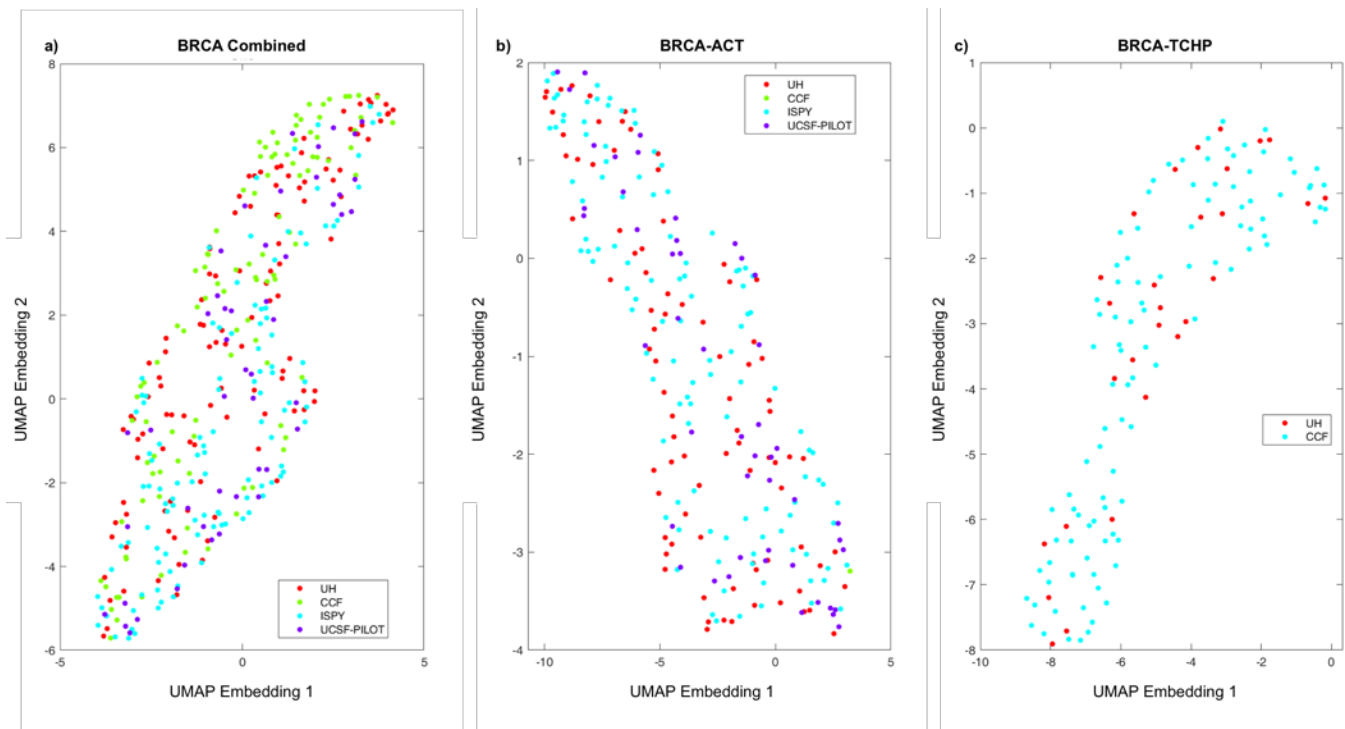 a)
BRCA Combined
8
6
4
2
0
-2
-4
-6
-5
0
5
UMAP Embedding 2
UMAP Embedding 1
UH
CCF
ISPY
UCSF-PILOT
b)
BRCA-ACT
2
1
0
-1
-2
-3
-4
-10
-5
0
5
UMAP Embedding 2
UMAP Embedding 1
UH
CCF
ISPY
UCSF-PILOT
c)
BRCA-TCHP
1
0
-1
-2
-3
-4
-5
-6
-7
-8
-10
-8
-6
-4
-2
0
UMAP Embedding 2
UMAP Embedding 1
UH
CCF